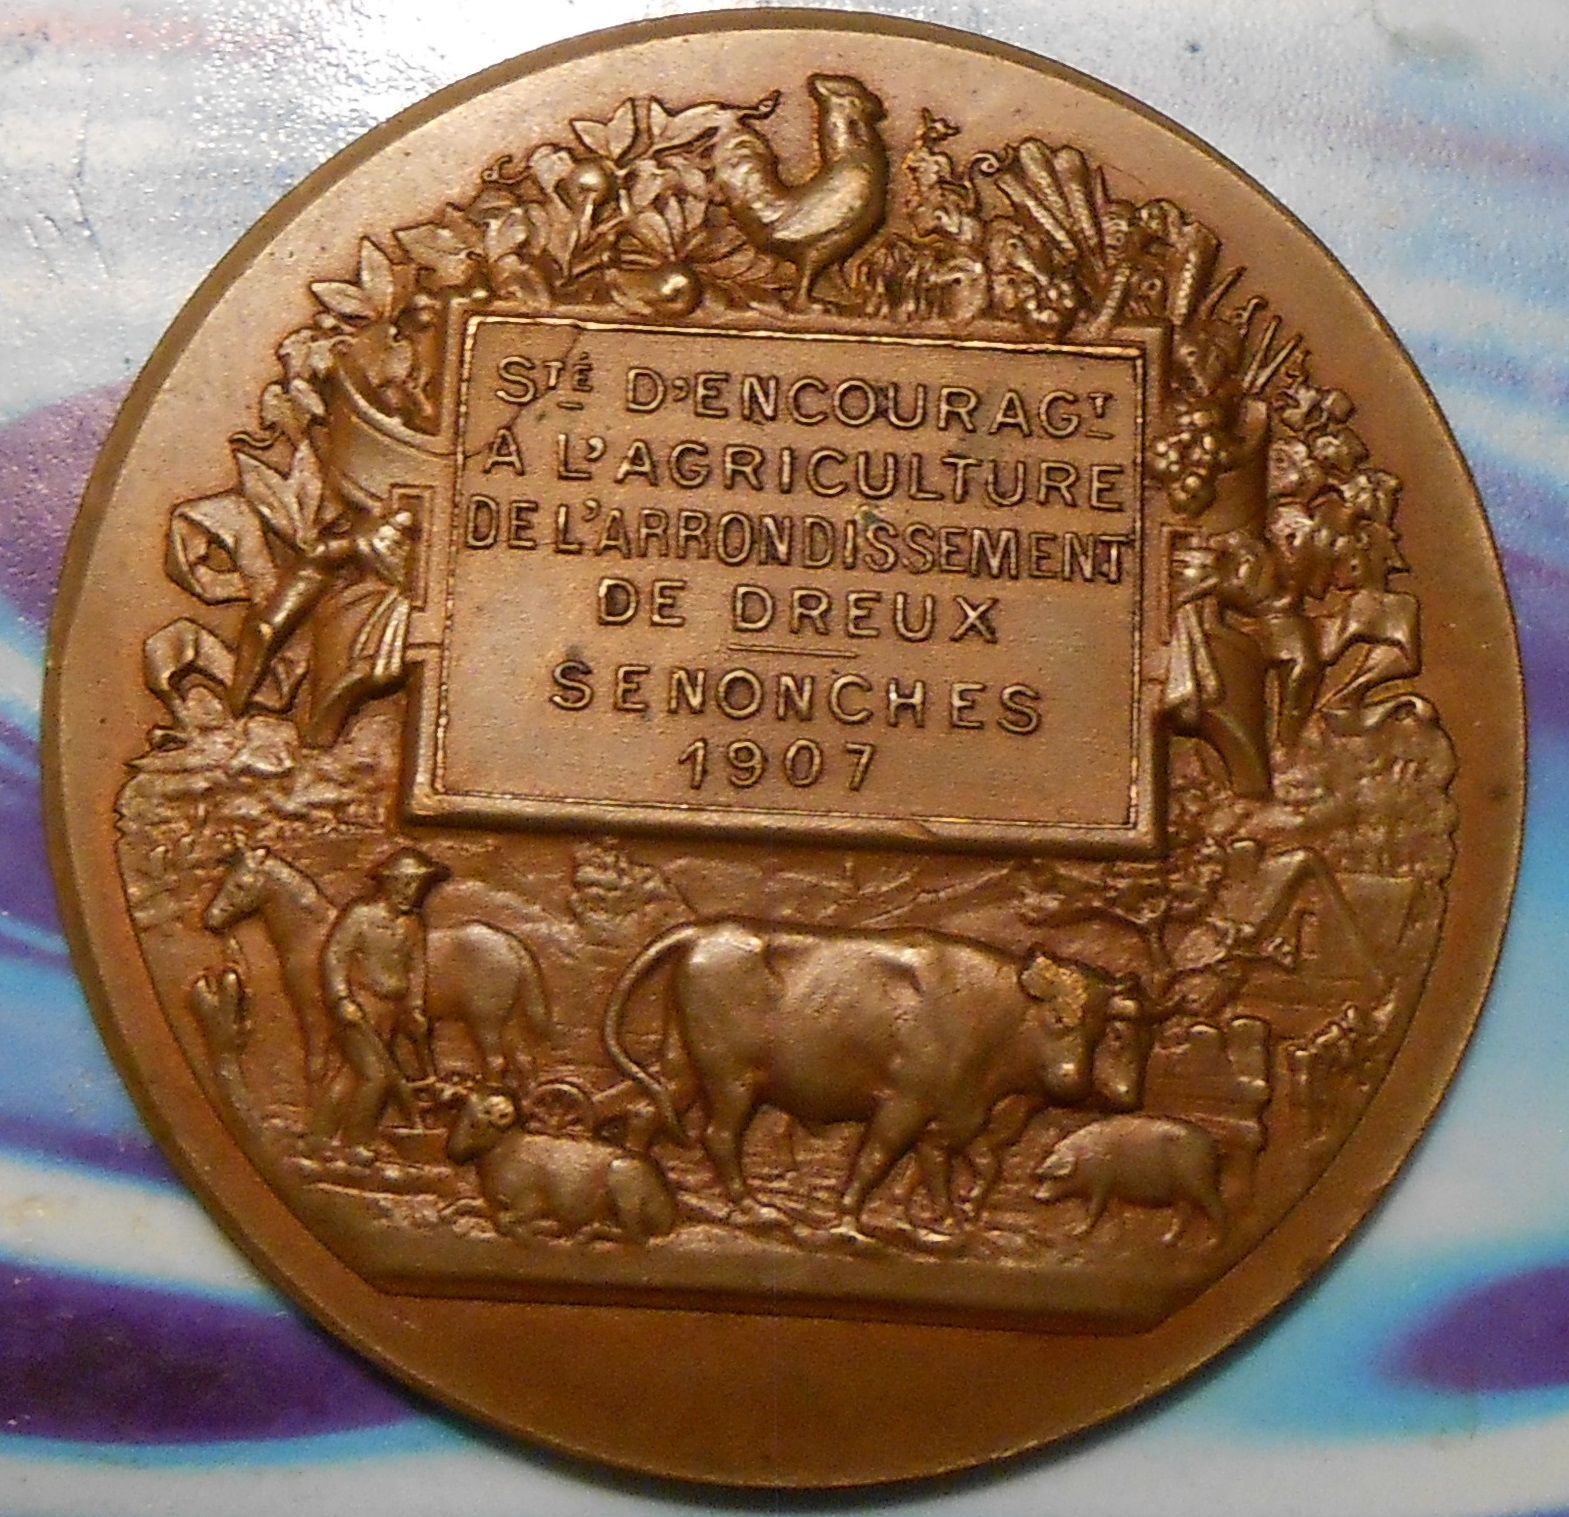 STÉ D'ENCOURAGT
A L'AGRICULTURE
DE L'ARRONDISSEMENT
DE DREUX
SENONCHES
1907